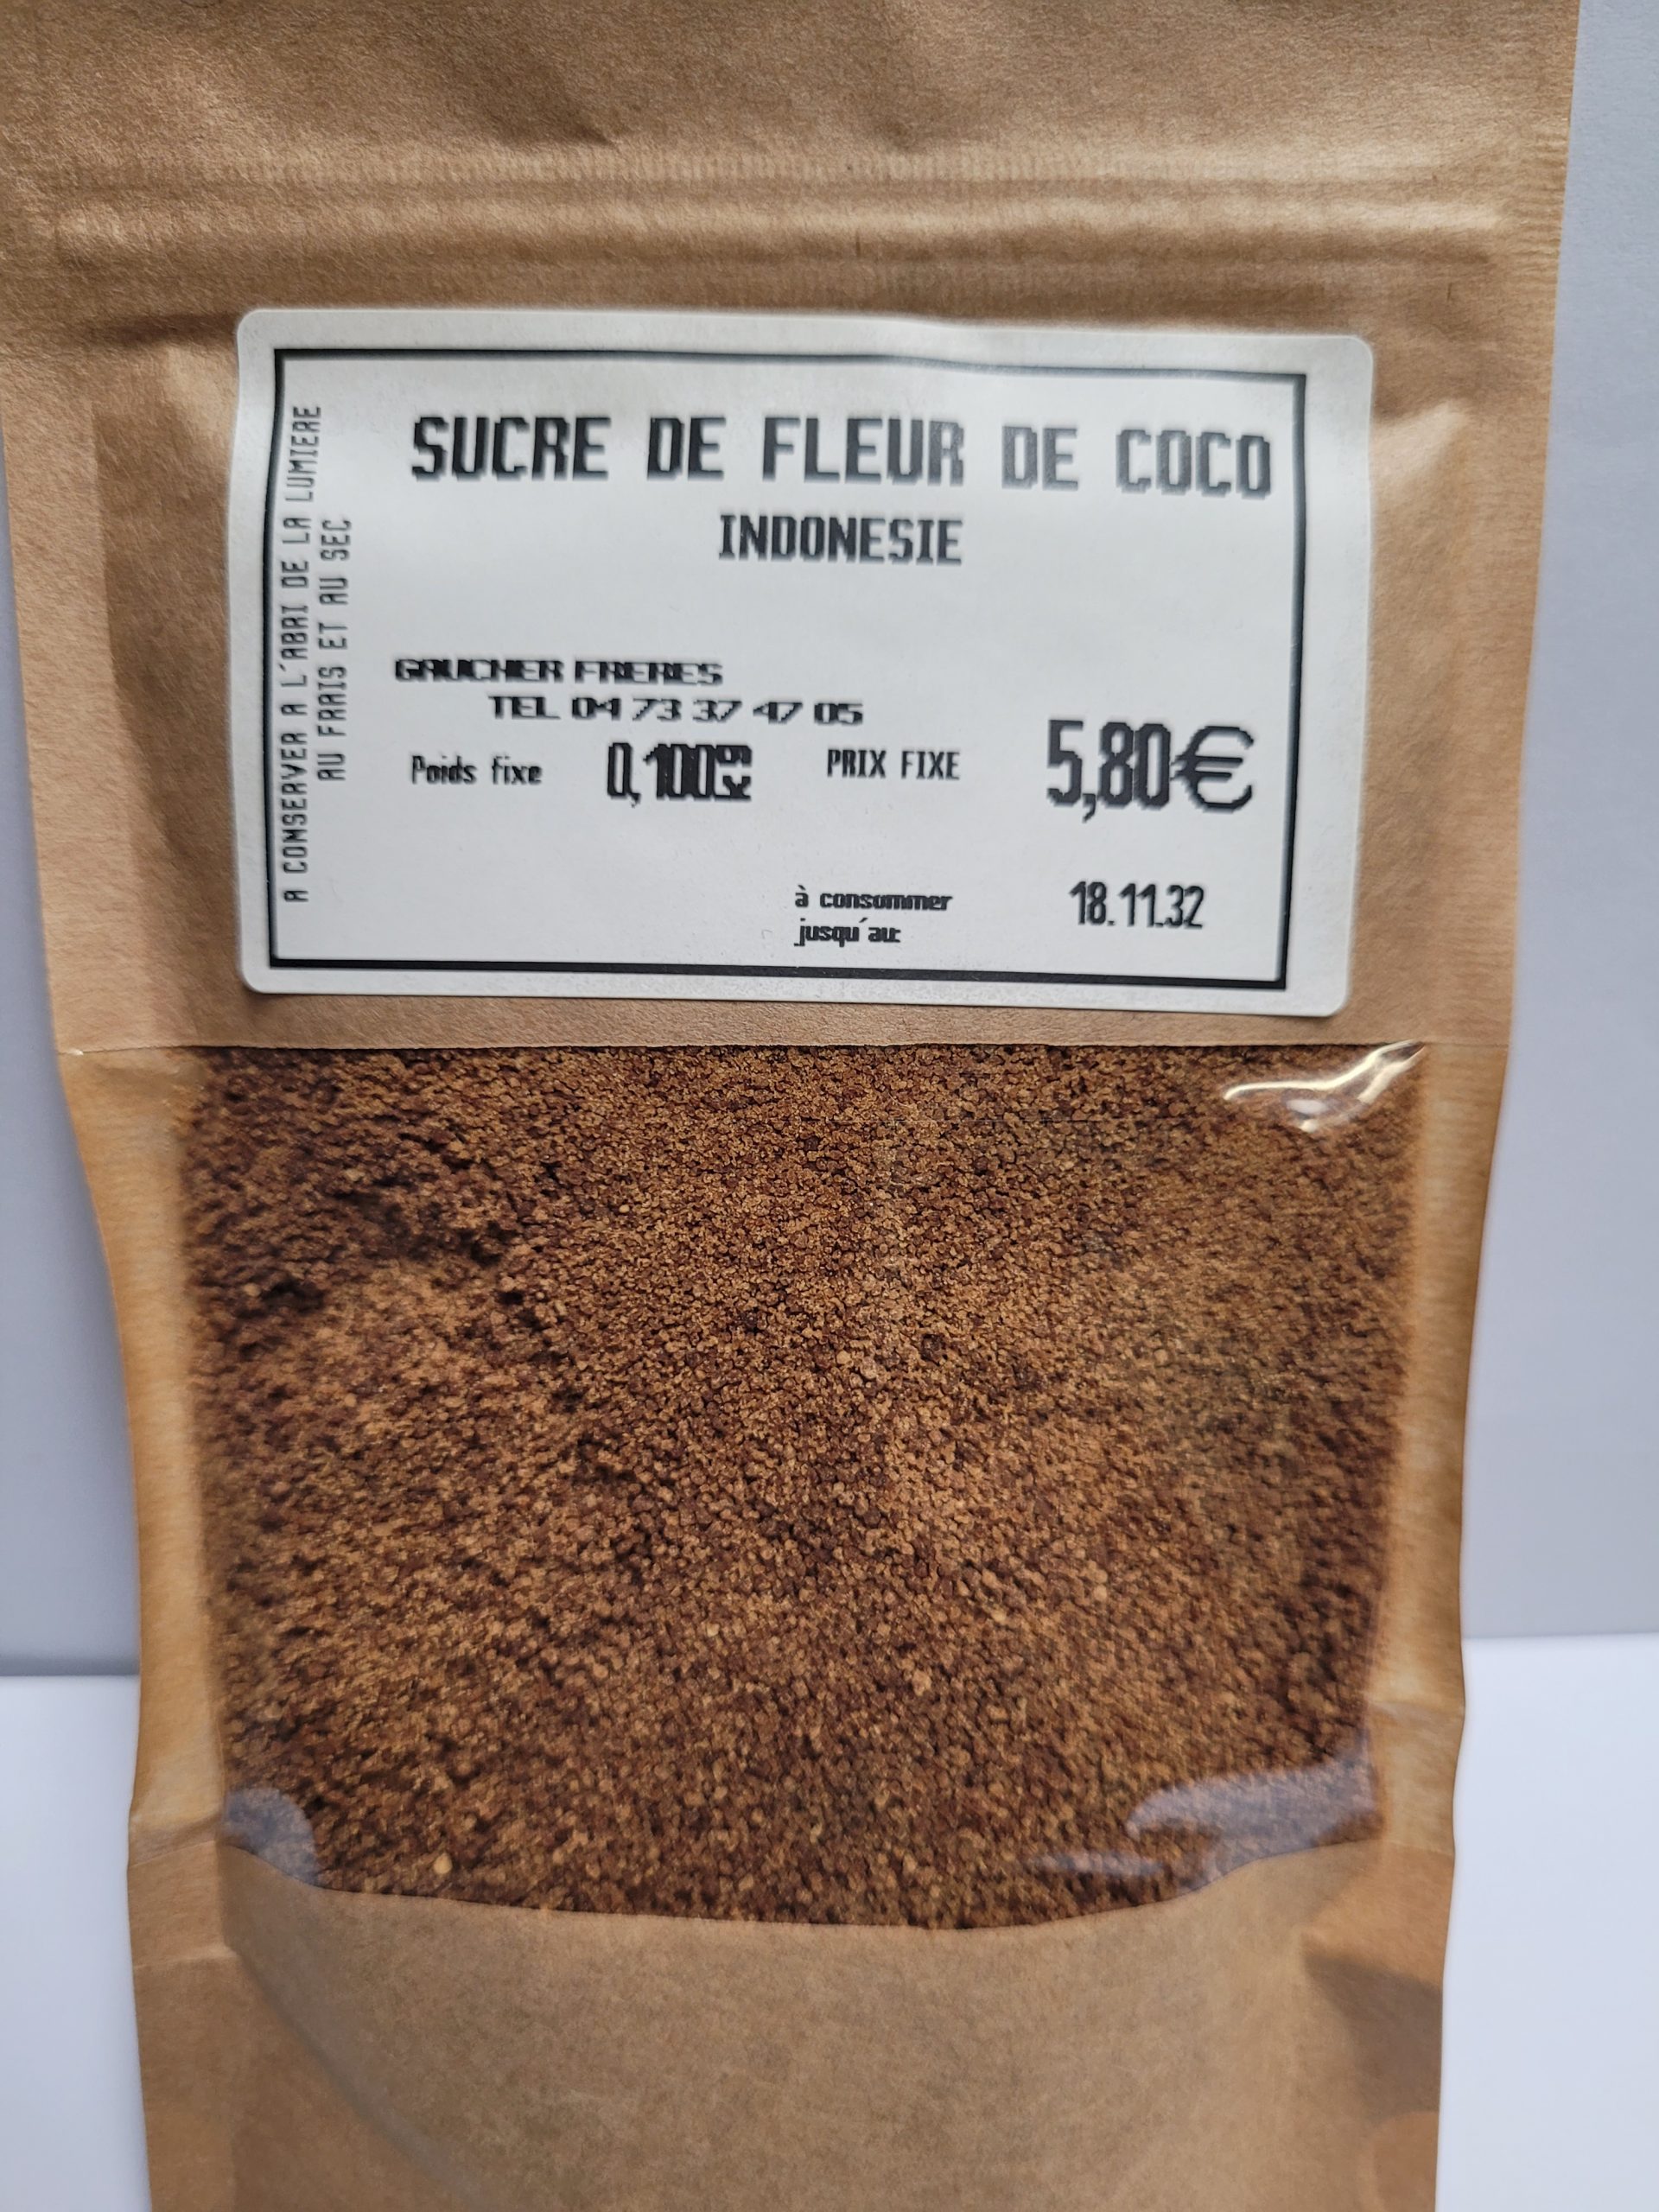 A CONSERVER A L'ABRI DE LA LUMIERE
AU FRAIS ET AU SEC
SUCRE DE FLEUR DE COCO
INDONESIE
GAUCHER FRERES
TEL 04 73 37 47 05
Poids fixe 0,100kg PRIX FIXE 5,80€
à consommer 18.11.32
jusqu'au: